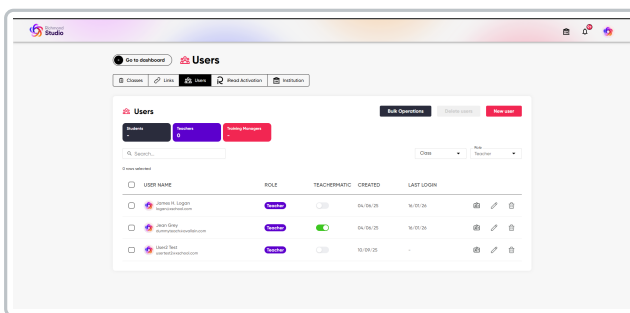 Richmond
Studio
Go to dashboard
Users
Classes
Links
Users
iRead Activation
Institution
Users
Bulk Operations
Delete users
New user
Students
-
Teachers
0
Training Managers
-
Search...
Class
Role
Teacher
0 rows selected
USER NAME ROLE TEACHERMATIC CREATED LAST LOGIN
James H. Logan
Teacher 04/06/25 16/01/26
Jean Grey
Teacher 04/06/25 16/01/26
User2 Test
Teacher 10/09/25 -